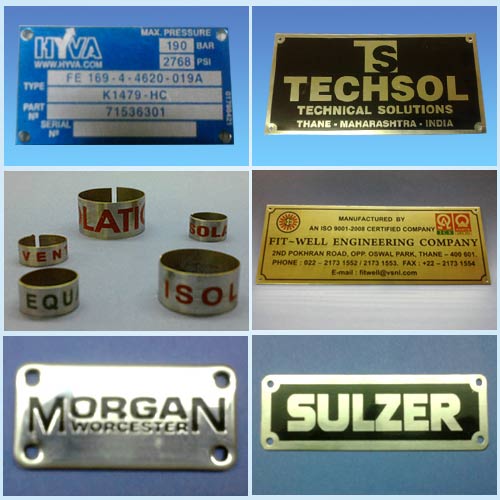 HYVA
WWW.HYVA.COM
MAX. PRESSURE
190 BAR
2768 PSI
TYPE FE 169-4-4620-019A
K1479-HC
PART Nº 71536301
SERIAL Nº
01796421
TS
TECHSOL
TECHNICAL SOLUTIONS
THANE - MAHARASHTRA - INDIA
LATIO
SOLA
VEN
EQUA
ISOL
MANUFACTURED BY
AN ISO 9001-2008 CERTIFIED COMPANY
FIT~WELL ENGINEERING COMPANY
2ND POKHRAN ROAD, OPP. OSWAL PARK, THANE - 400 601.
PHONE : 022 - 2173 1552 / 2173 1553. FAX : +22 - 2173 1554
E-mail : fitwell@vsnl.com
MORGAN
WORCESTER
SULZER